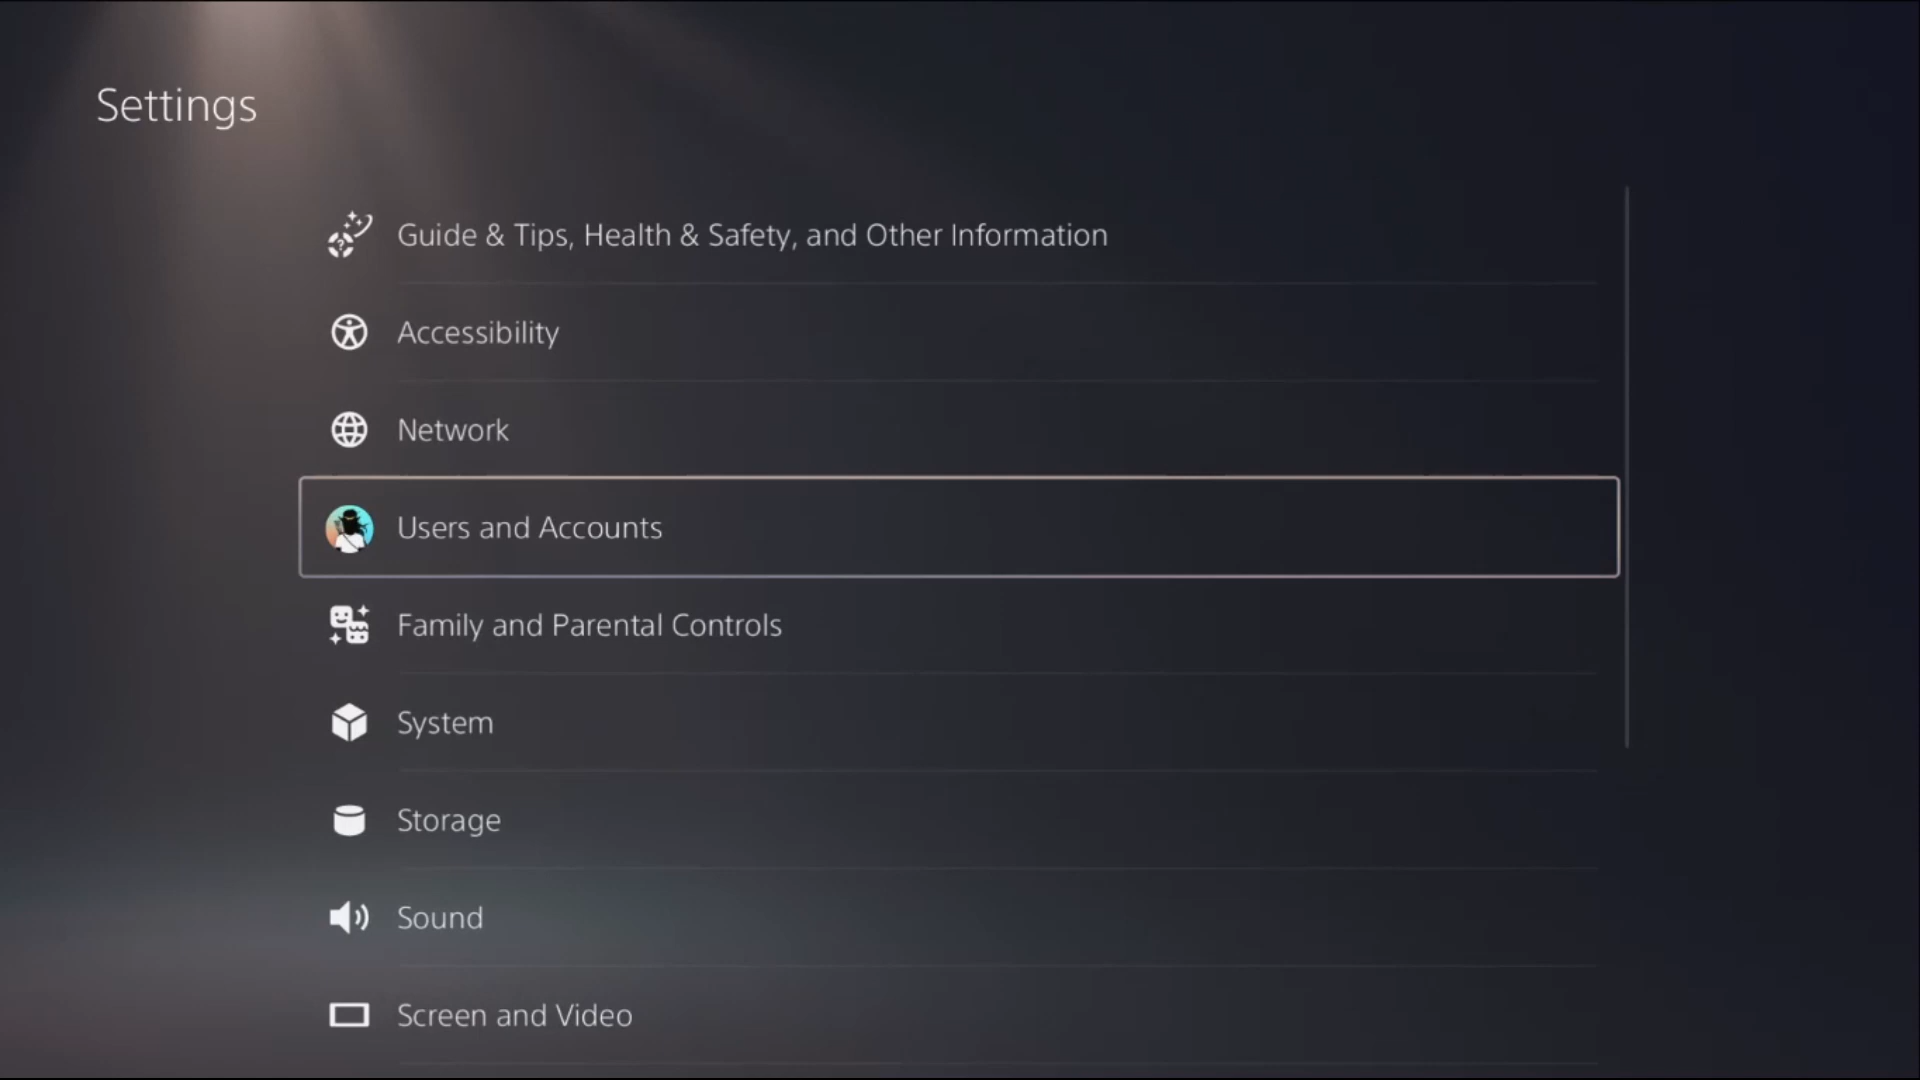 Settings
Guide & Tips, Health & Safety, and Other Information
Accessibility
Network
Users and Accounts
Family and Parental Controls
System
Storage
Sound
Screen and Video